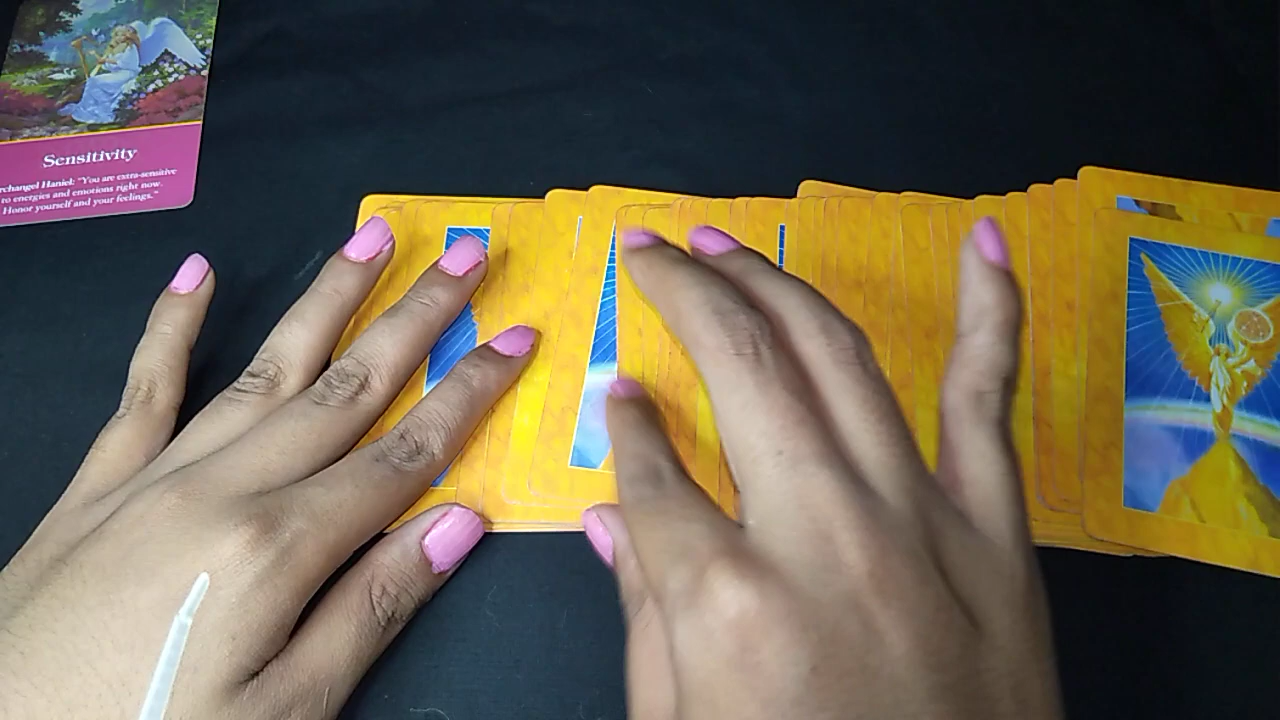 Sensitivity
rchangel Haniel: "You are extra-sensitive
to energies and emotions right now.
Honor yourself and your feelings."